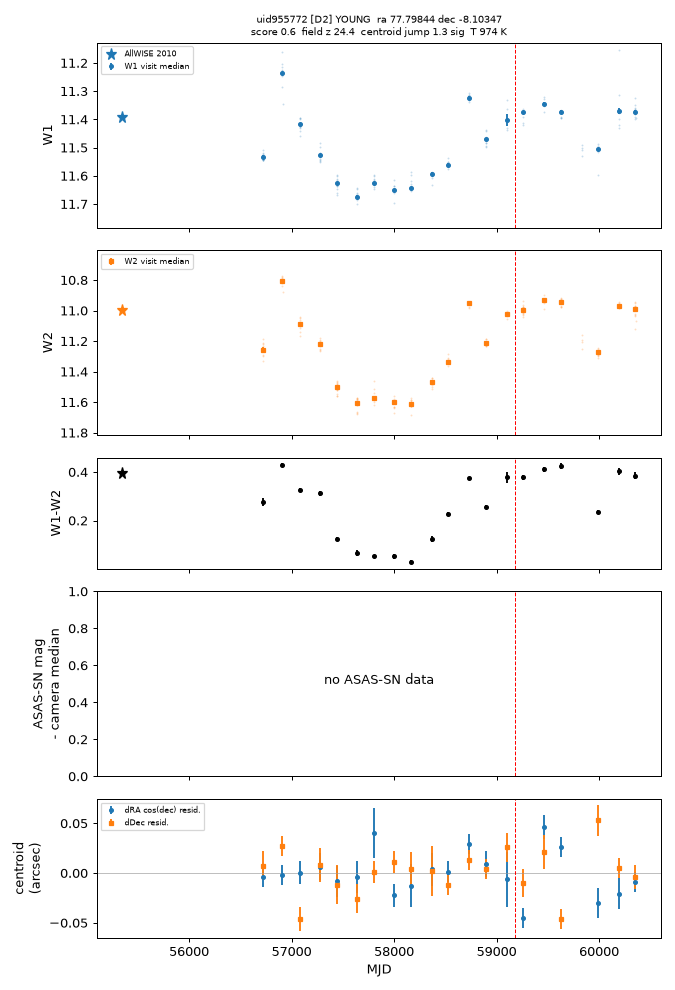 uid955772 [D2] YOUNG ra 77.79844 dec -8.10347
score 0.6 field z 24.4 centroid jump 1.3 sig T 974 K
AllWISE 2010
W1 visit median
11.2
11.3
11.4
11.5
11.6
11.7
W1
W2 visit median
10.8
11.0
11.2
11.4
11.6
11.8
W2
0.4
0.2
W1-W2
1.0
0.8
0.6
0.4
0.2
0.0
ASAS-SN mag
- camera median
no ASAS-SN data
dRA cos(dec) resid.
dDec resid.
0.05
0.00
−0.05
centroid
(arcsec)
56000
57000
58000
59000
60000
MJD